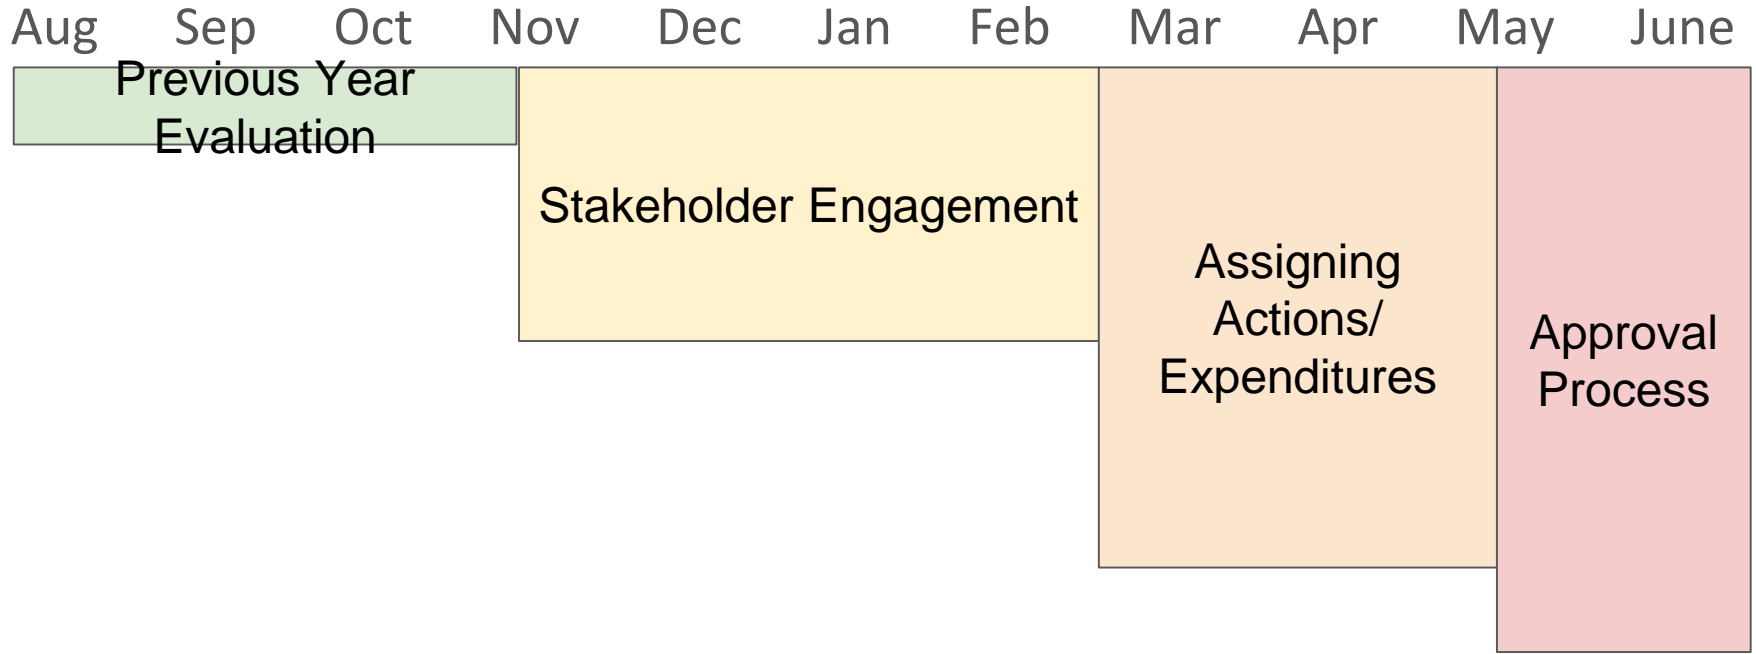 Aug Sep Oct Nov Dec Jan Feb Mar Apr May June
Previous Year
Evaluation
Stakeholder Engagement
Assigning
Actions/
Expenditures
Approval
Process